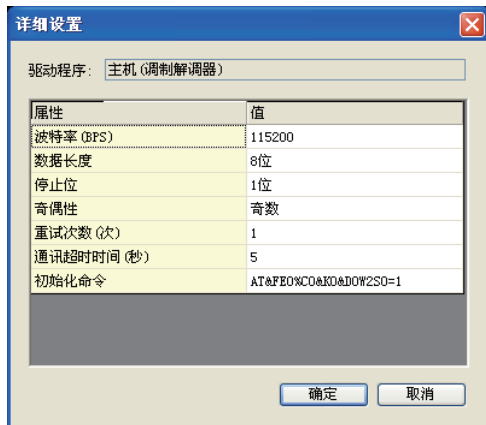 详细设置
驱动程序: 主机(调制解调器)
属性 值
波特率(BPS) 115200
数据长度 8位
停止位 1位
奇偶性 奇数
重试次数(次) 1
通讯超时时间(秒) 5
初始化命令 AT&FE0%C0&K0&D0W2S0=1
确定 取消